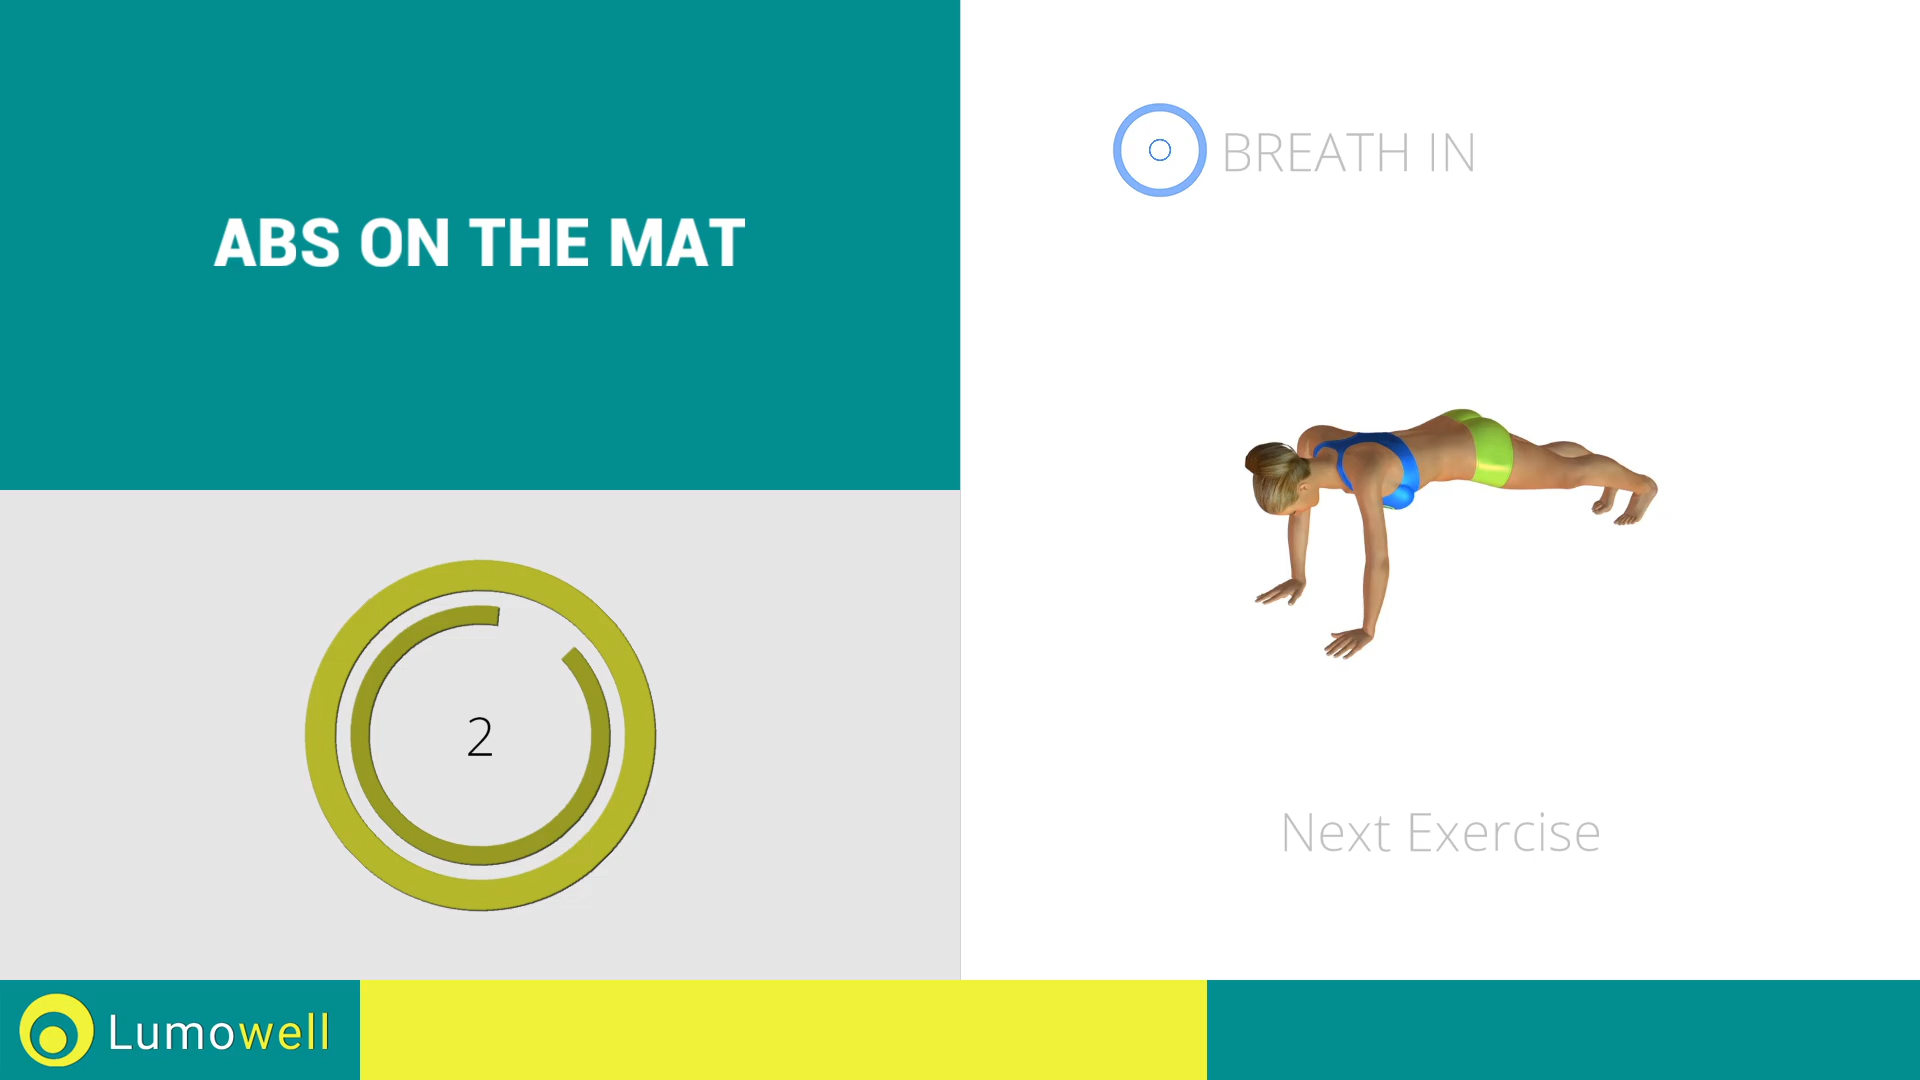 ABS ON THE MAT
BREATH IN
2
Next Exercise
Lumowell